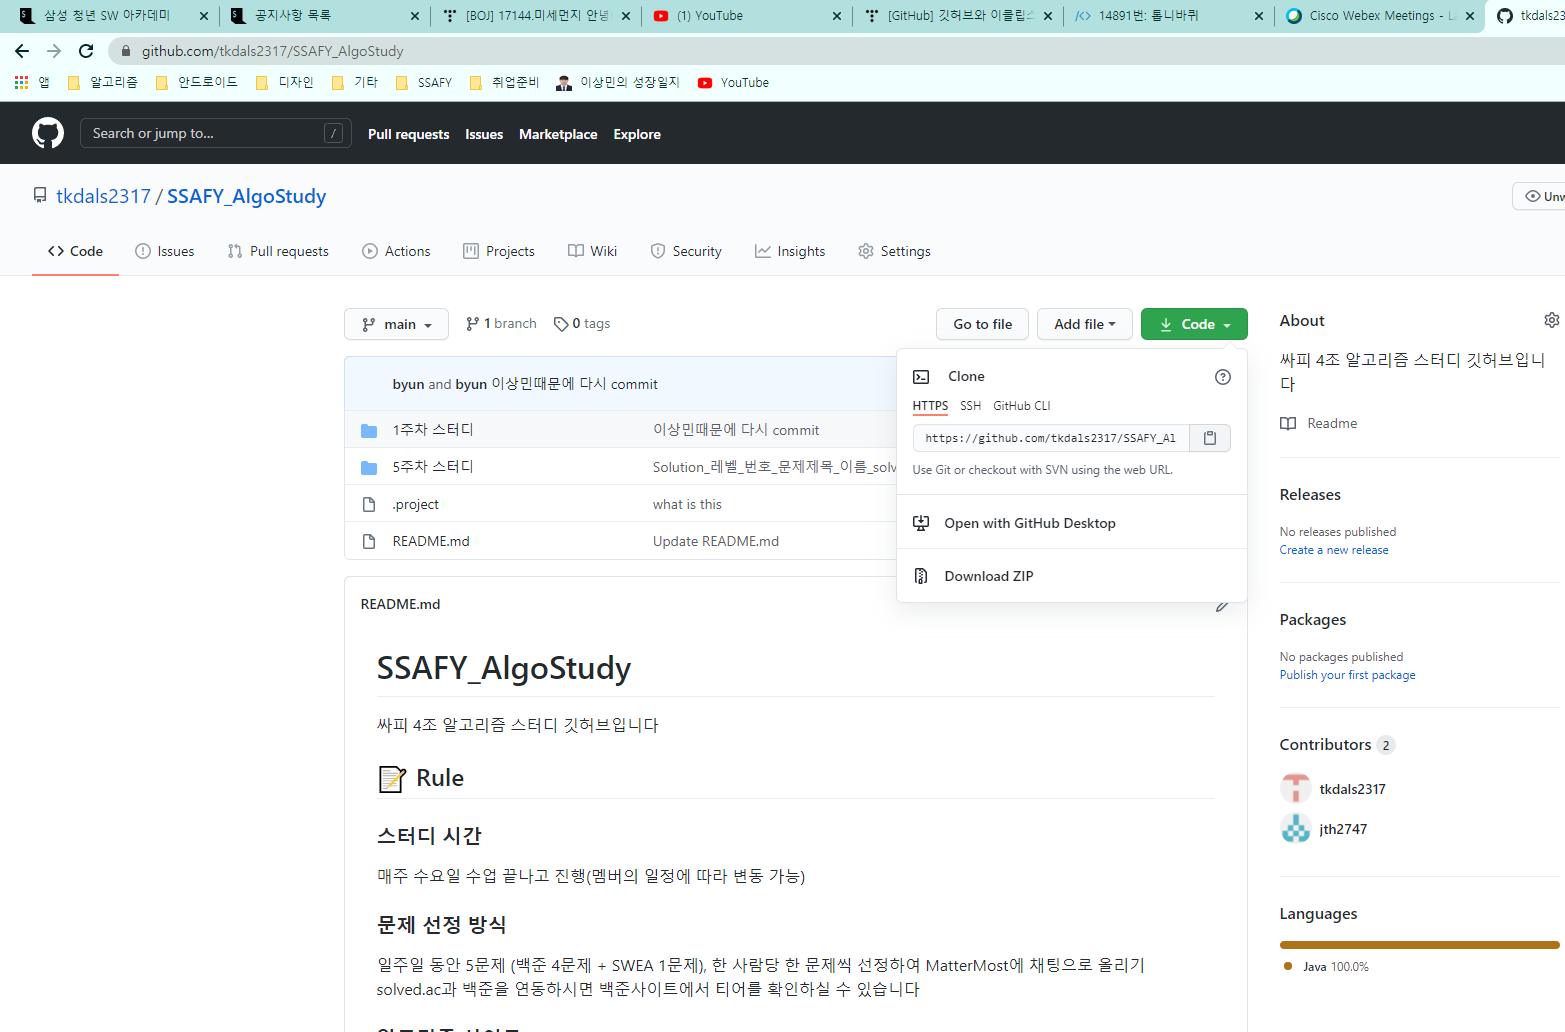 삼성 청년 SW 아카데미
공지사항 목록
[BOJ] 17144.미세먼지 안녕
(1) YouTube
[GitHub] 깃허브와 이클립스
14891번: 톱니바퀴
Cisco Webex Meetings -
tkdals23
github.com/tkdals2317/SSAFY_AlgoStudy
앱
알고리즘
안드로이드
디자인
기타
SSAFY
취업준비
이상민의 성장일지
YouTube
Search or jump to...
/
Pull requests
Issues
Marketplace
Explore
tkdals2317 / SSAFY_AlgoStudy
Unw
Code
Issues
Pull requests
Actions
Projects
Wiki
Security
Insights
Settings
main
1 branch
0 tags
Go to file
Add file
Code
byun and byun 이상민때문에 다시 commit
1주차 스터디
이상민때문에 다시 commit
5주차 스터디
Solution_레벨_번호_문제제목_이름_solv
.project
what is this
README.md
Update README.md
Clone
HTTPS
SSH
GitHub CLI
https://github.com/tkdals2317/SSAFY_Al
Use Git or checkout with SVN using the web URL.
Open with GitHub Desktop
Download ZIP
README.md
SSAFY_AlgoStudy
싸피 4조 알고리즘 스터디 깃허브입니다
Rule
스터디 시간
매주 수요일 수업 끝나고 진행(멤버의 일정에 따라 변동 가능)
문제 선정 방식
일주일 동안 5문제 (백준 4문제 + SWEA 1문제), 한 사람당 한 문제씩 선정하여 MatterMost에 채팅으로 올리기
solved.ac과 백준을 연동하시면 백준사이트에서 티어를 확인하실 수 있습니다
About
싸피 4조 알고리즘 스터디 깃허브입니
다
Readme
Releases
No releases published
Create a new release
Packages
No packages published
Publish your first package
Contributors 2
tkdals2317
jth2747
Languages
Java 100.0%